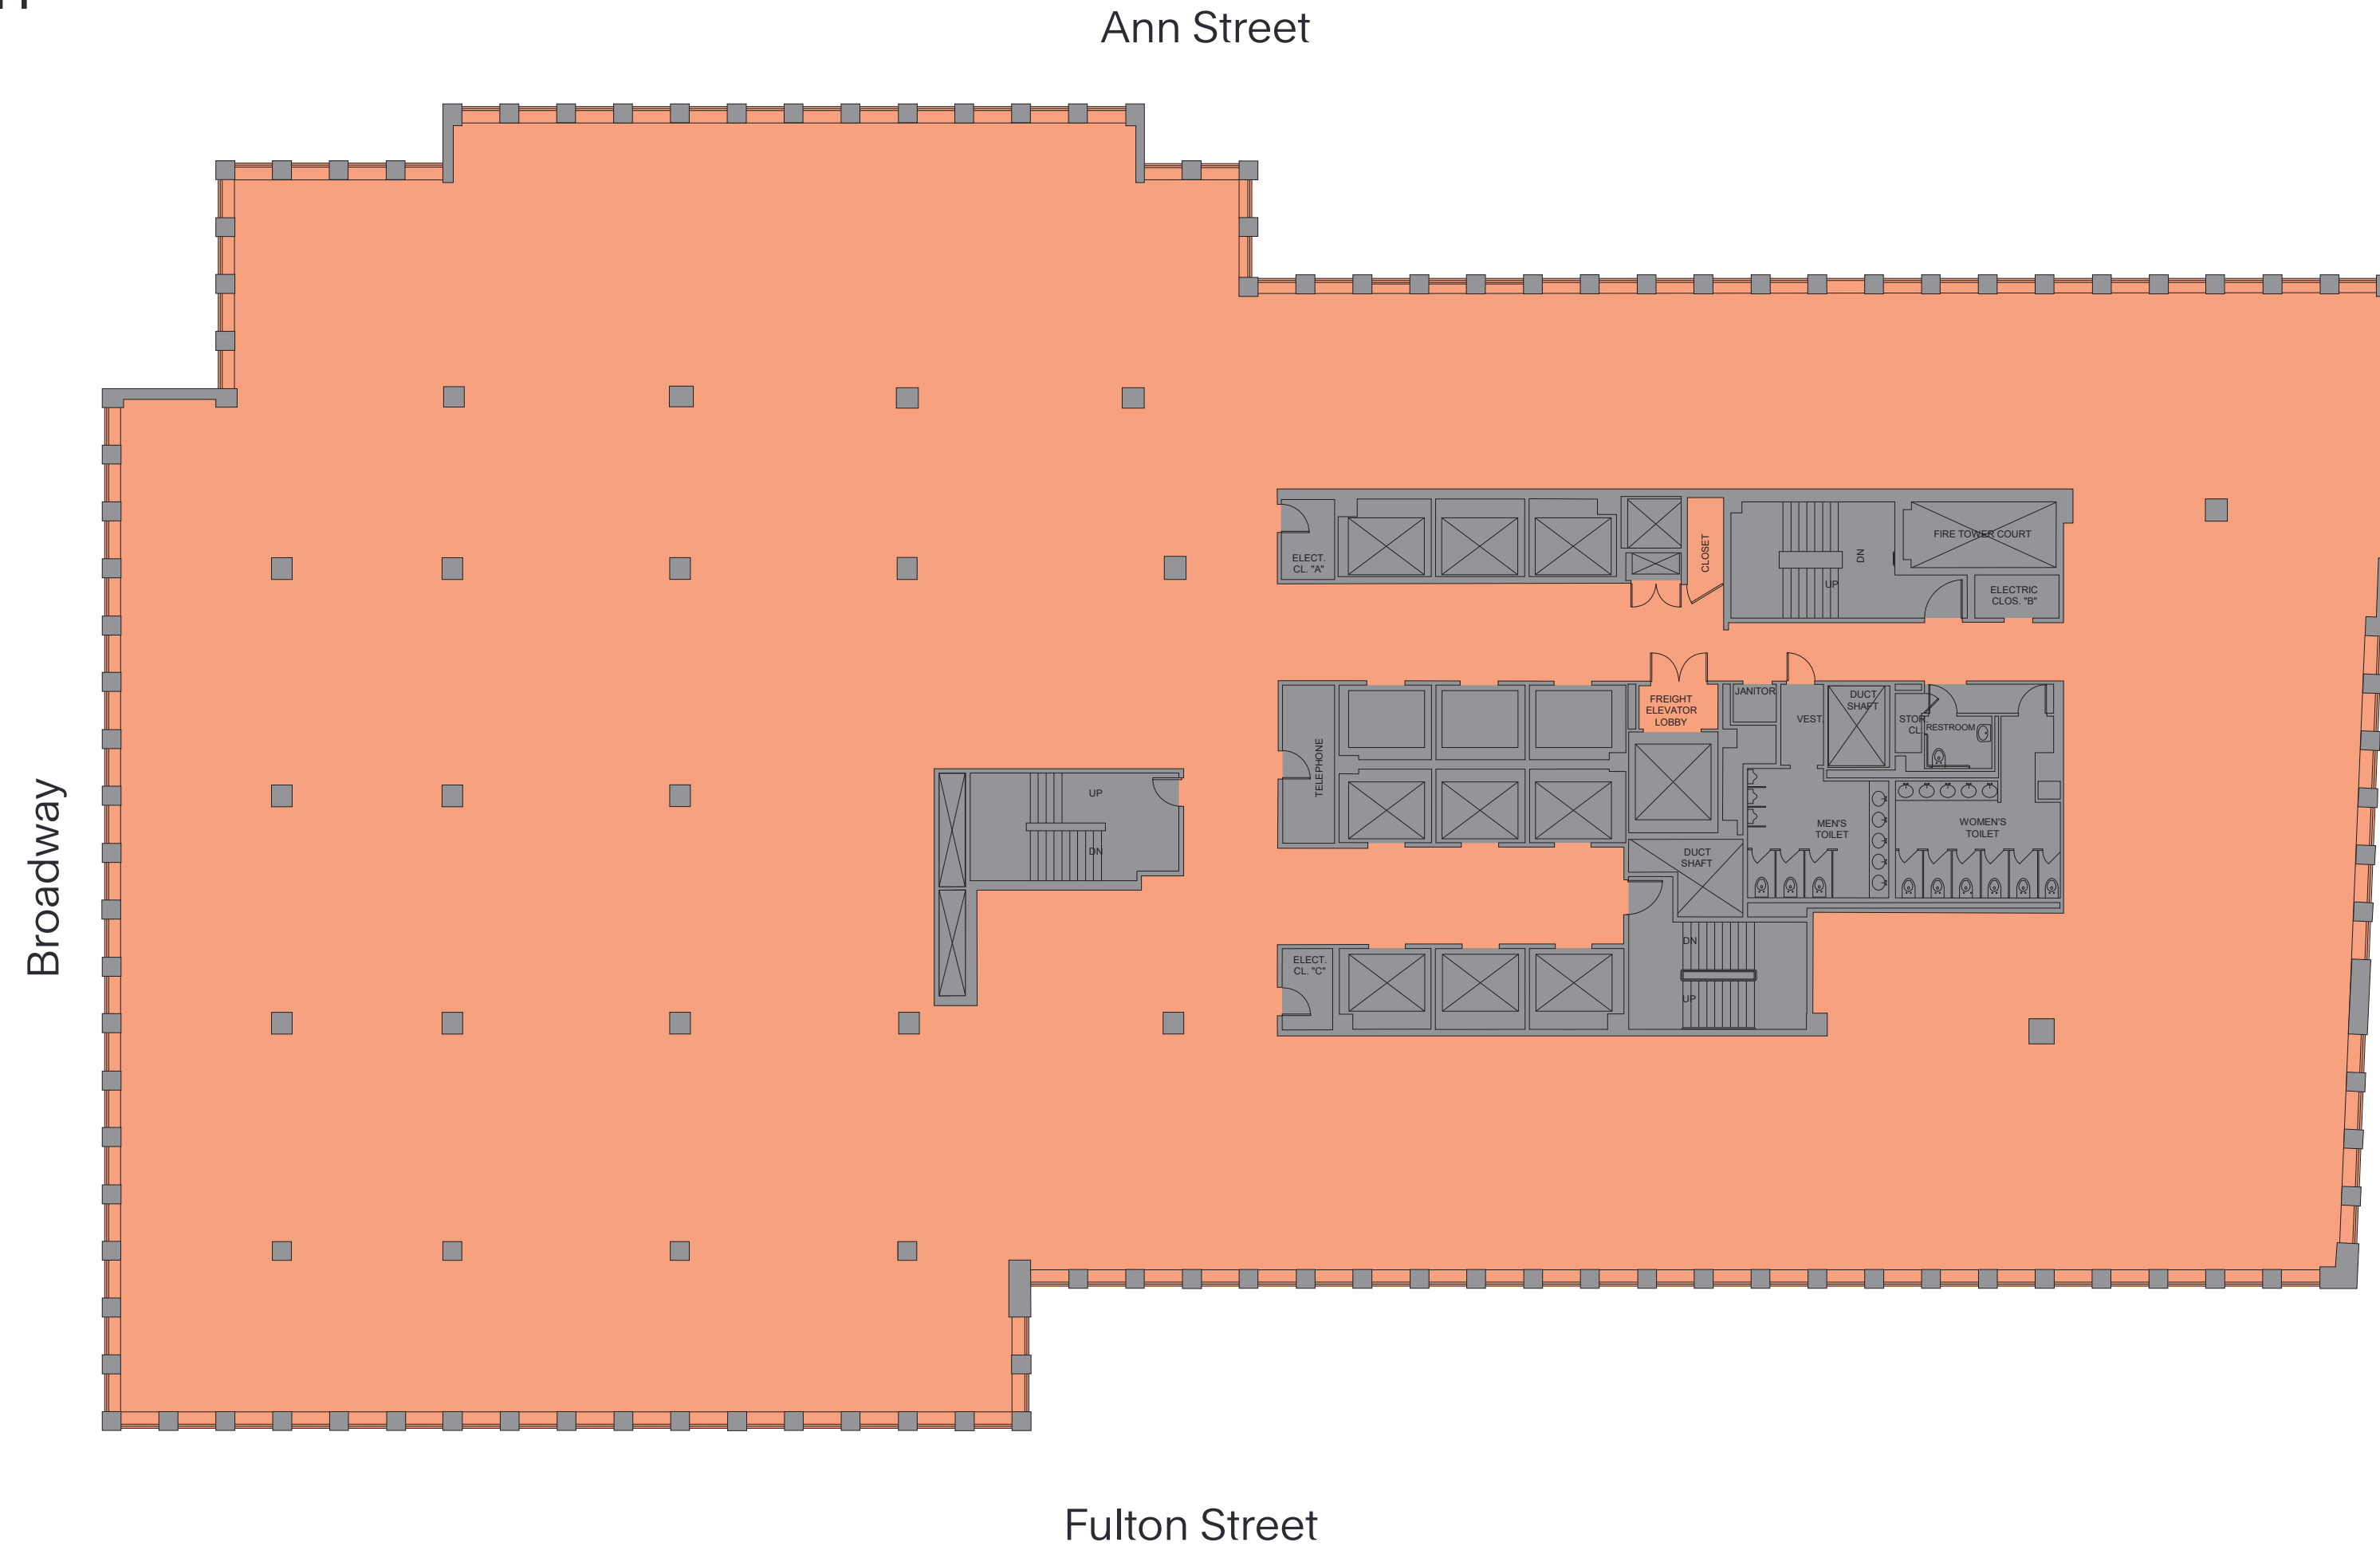 Ann Street
Broadway
Fulton Street
ELECT.
CL. "A"
CLOSET
DN
UP
FIRE TOWER COURT
ELECTRIC
CLOS. "B"
TELEPHONE
FREIGHT
ELEVATOR
LOBBY
JANITOR
VEST.
DUCT
SHAFT
STOR.
CL.
RESTROOM
UP
DN
MEN'S
TOILET
WOMEN'S
TOILET
DUCT
SHAFT
ELECT.
CL. "C"
DN
UP